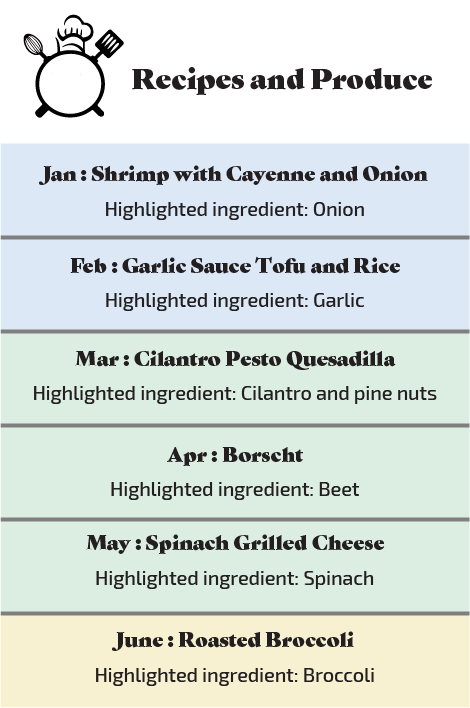 Recipes and Produce
Jan : Shrimp with Cayenne and Onion
Highlighted ingredient: Onion
Feb : Garlic Sauce Tofu and Rice
Highlighted ingredient: Garlic
Mar : Cilantro Pesto Quesadilla
Highlighted ingredient: Cilantro and pine nuts
Apr : Borscht
Highlighted ingredient: Beet
May : Spinach Grilled Cheese
Highlighted ingredient: Spinach
June : Roasted Broccoli
Highlighted ingredient: Broccoli